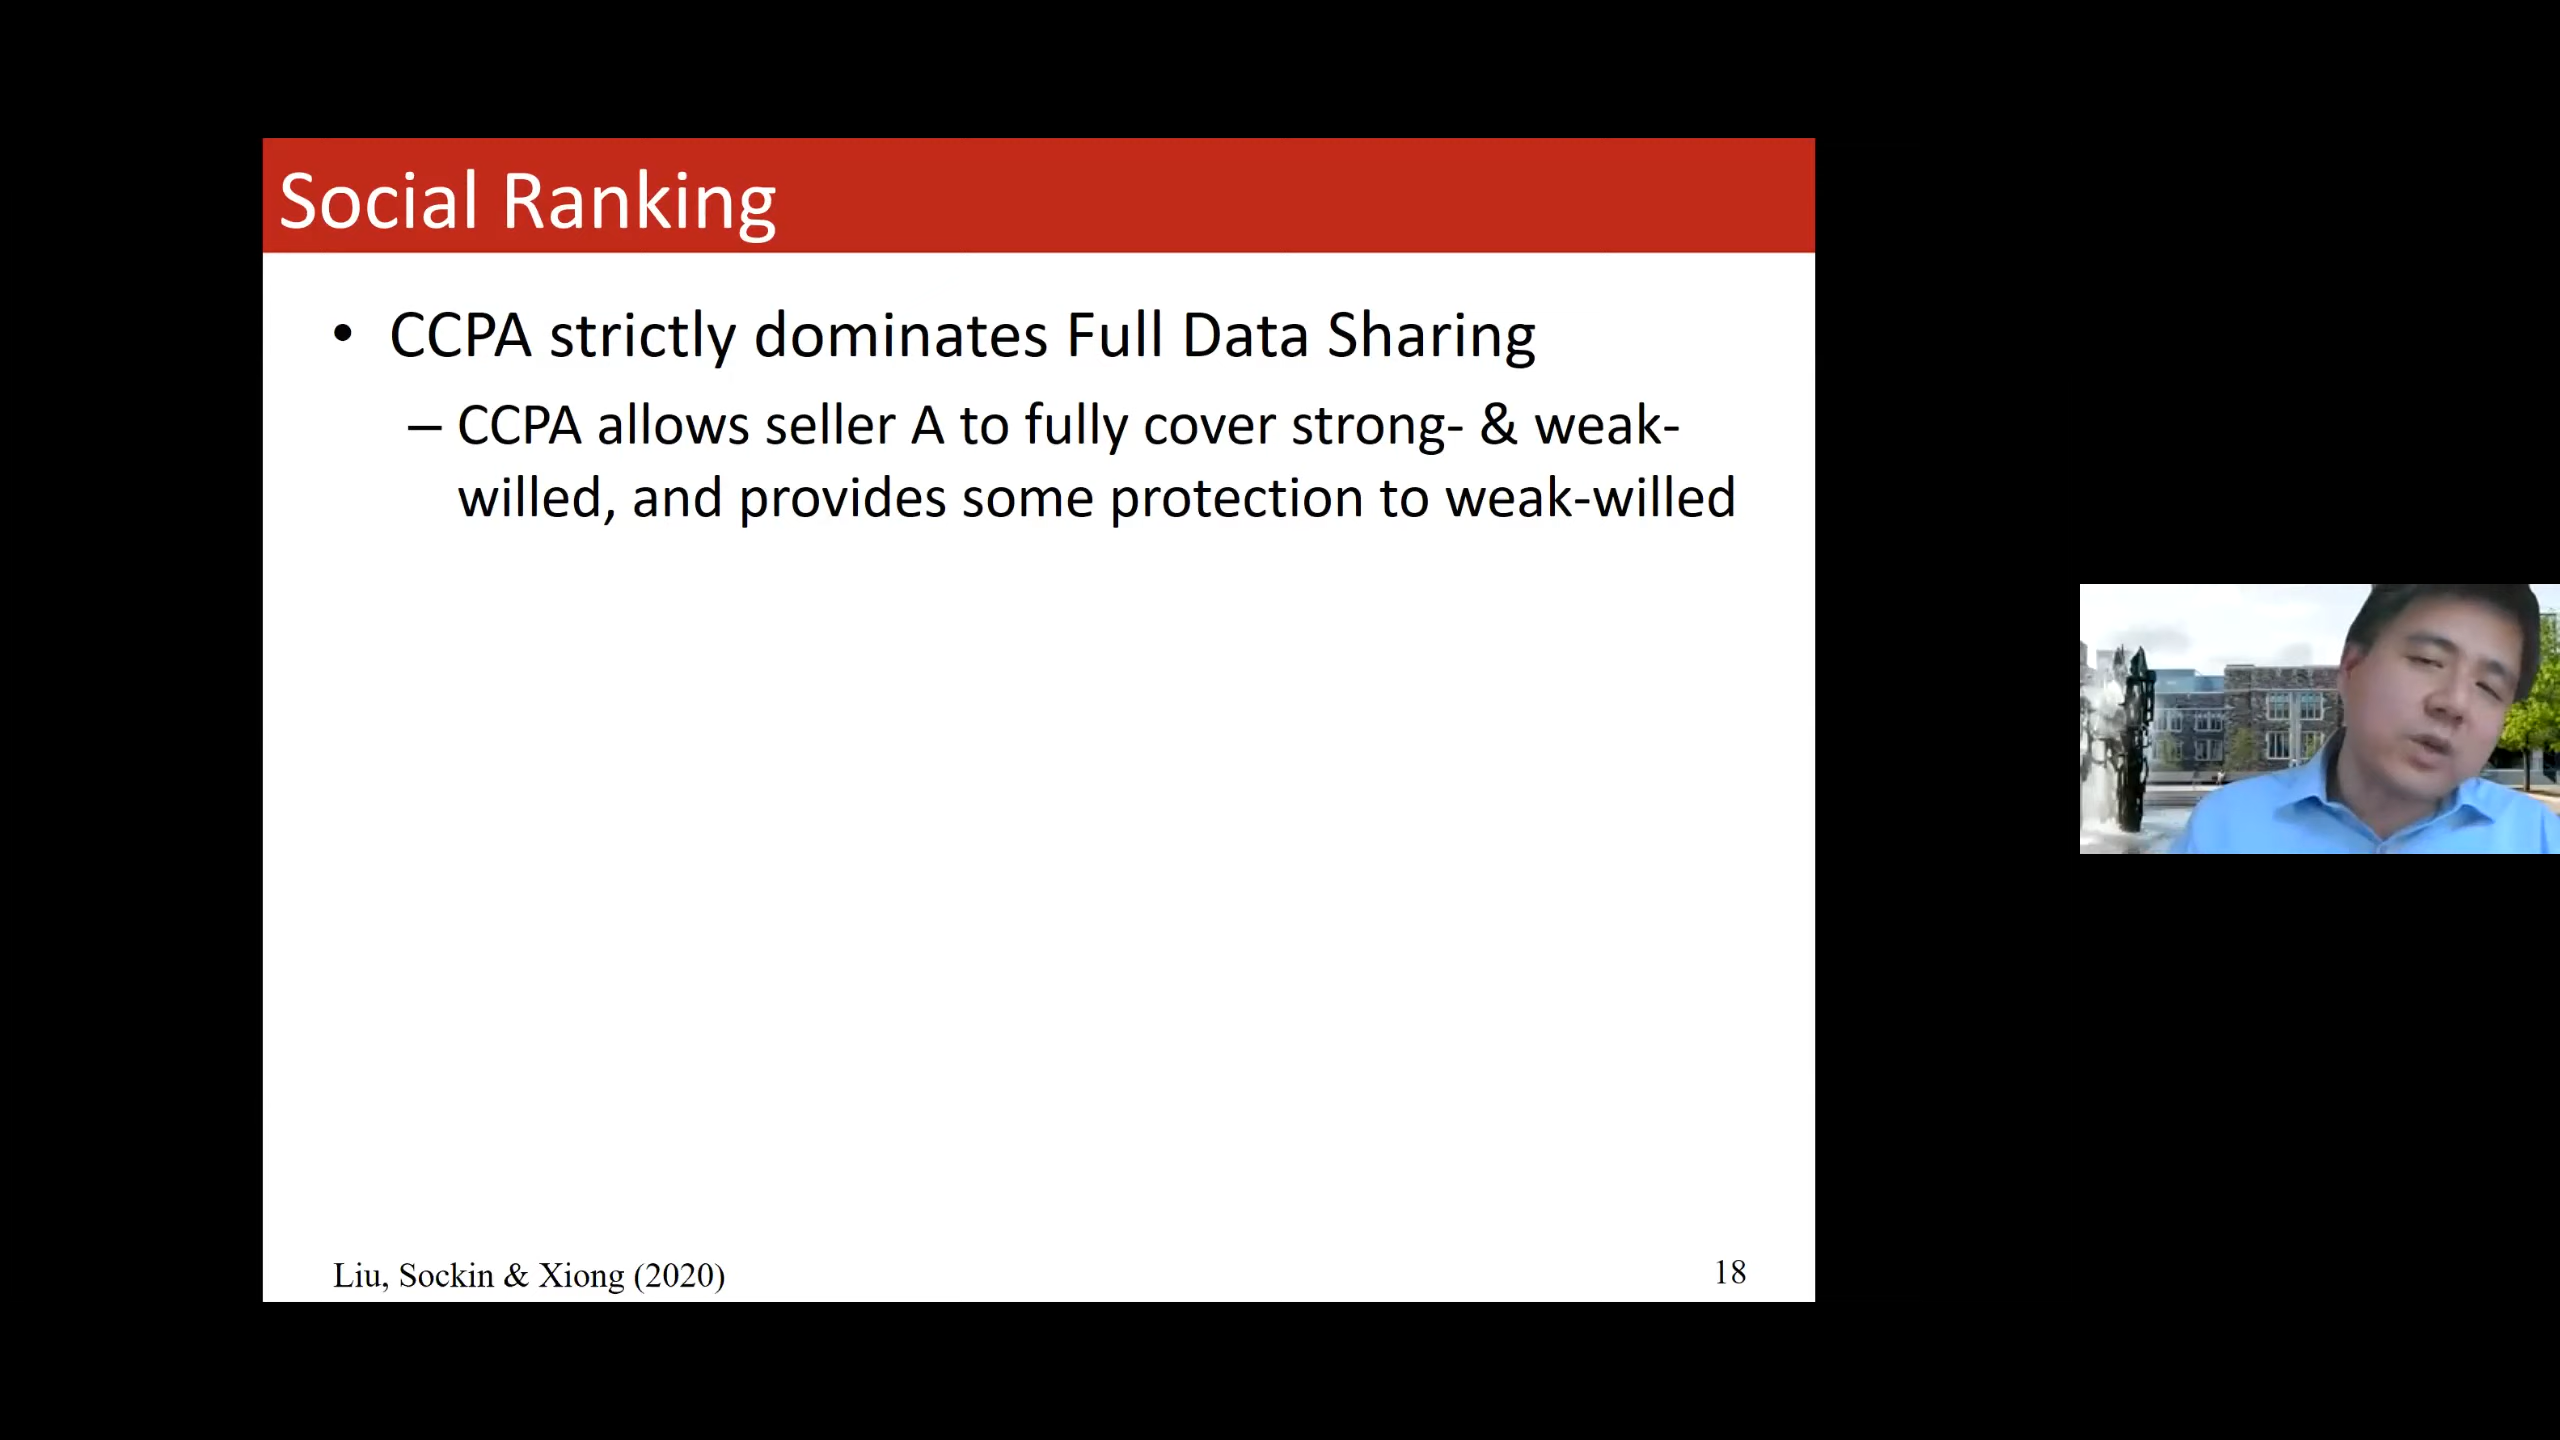 Social Ranking
• CCPA strictly dominates Full Data Sharing
– CCPA allows seller A to fully cover strong- & weak-
willed, and provides some protection to weak-willed
Liu, Sockin & Xiong (2020)
18